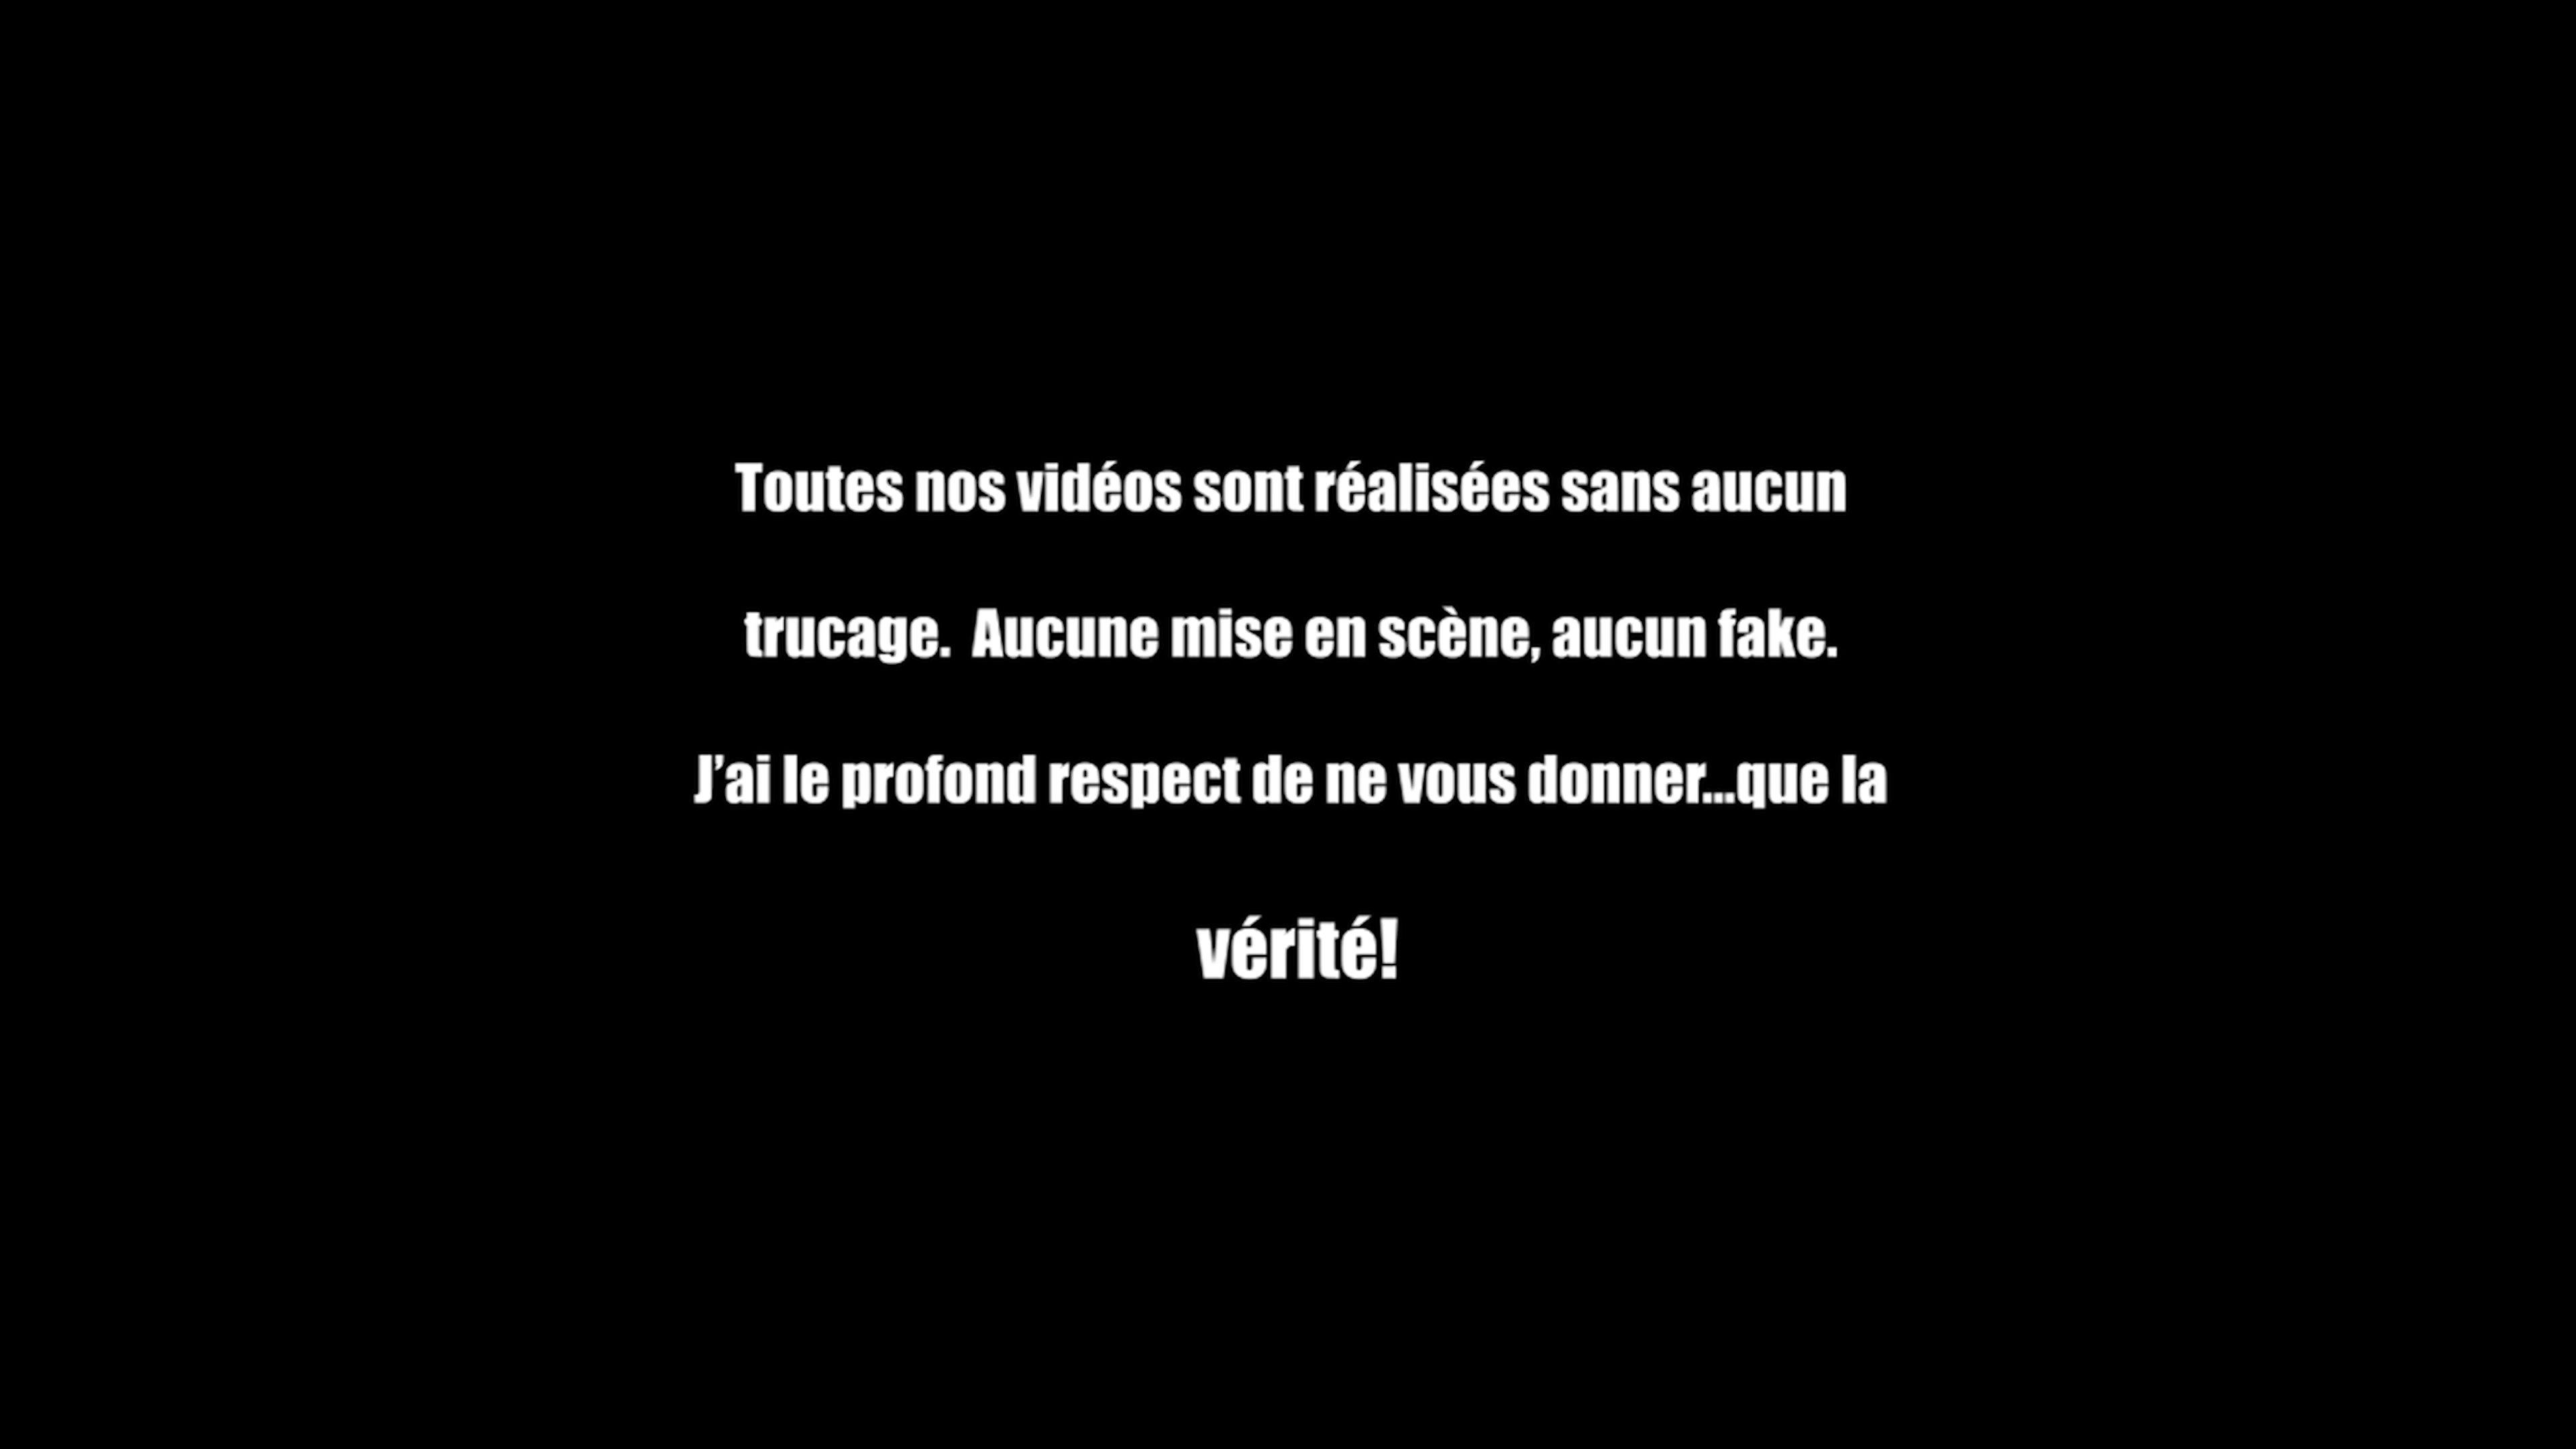 Toutes nos vidéos sont réalisées sans aucun
trucage.  Aucune mise en scène, aucun fake.
J’ai le profond respect de ne vous donner...que la
vérité!